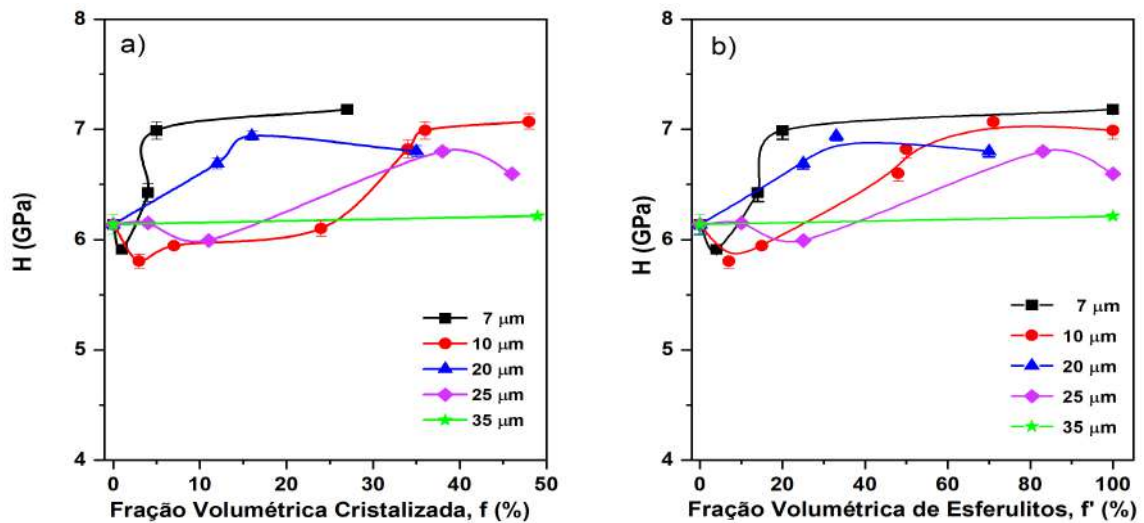 a)
8
7
6
5
4
H (GPa)
7 μm
10 μm
20 μm
25 μm
35 μm
0 10 20 30 40 50
Fração Volumétrica Cristalizada, f (%)
b)
8
7
6
5
4
H (GPa)
7 μm
10 μm
20 μm
25 μm
35 μm
0 20 40 60 80 100
Fração Volumétrica de Esferulitos, f' (%)